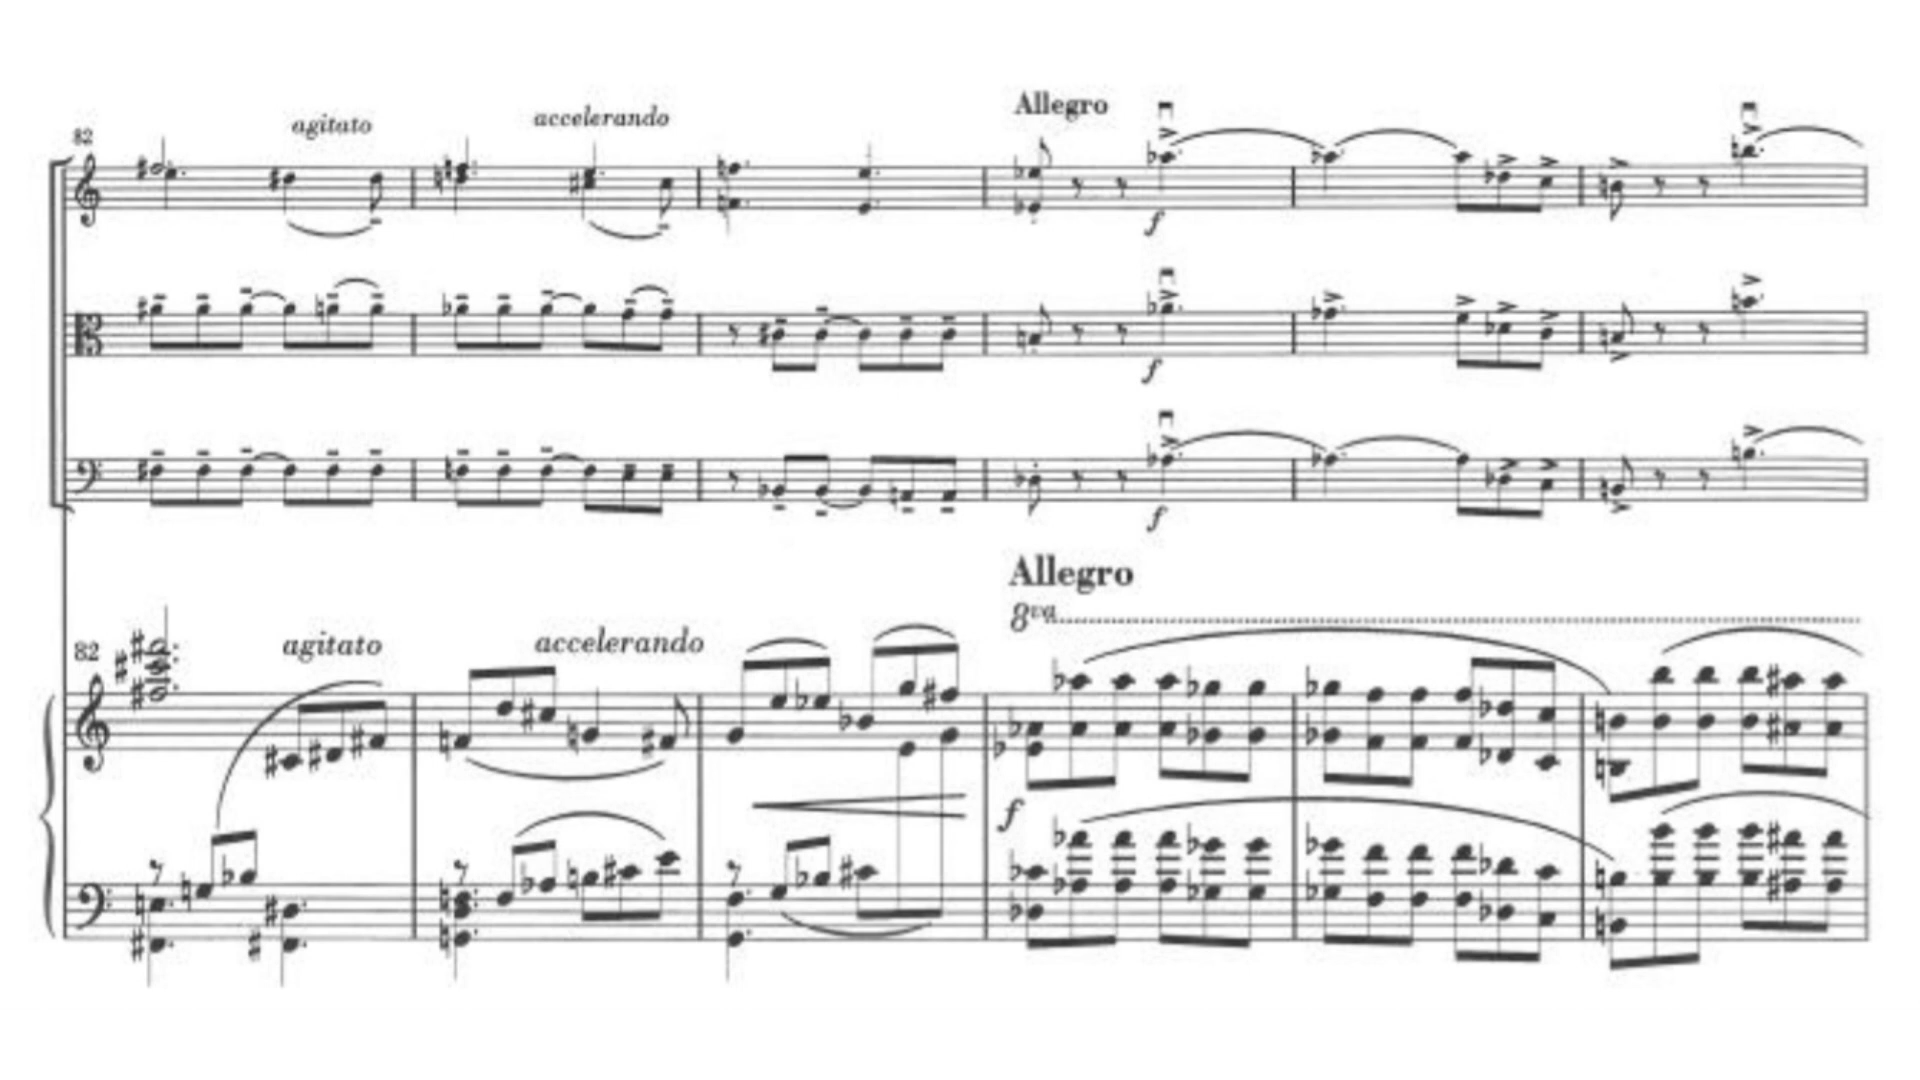 Allegro
agitato accelerando
82
f
f
f
Allegro
8va
82 agitato accelerando
f